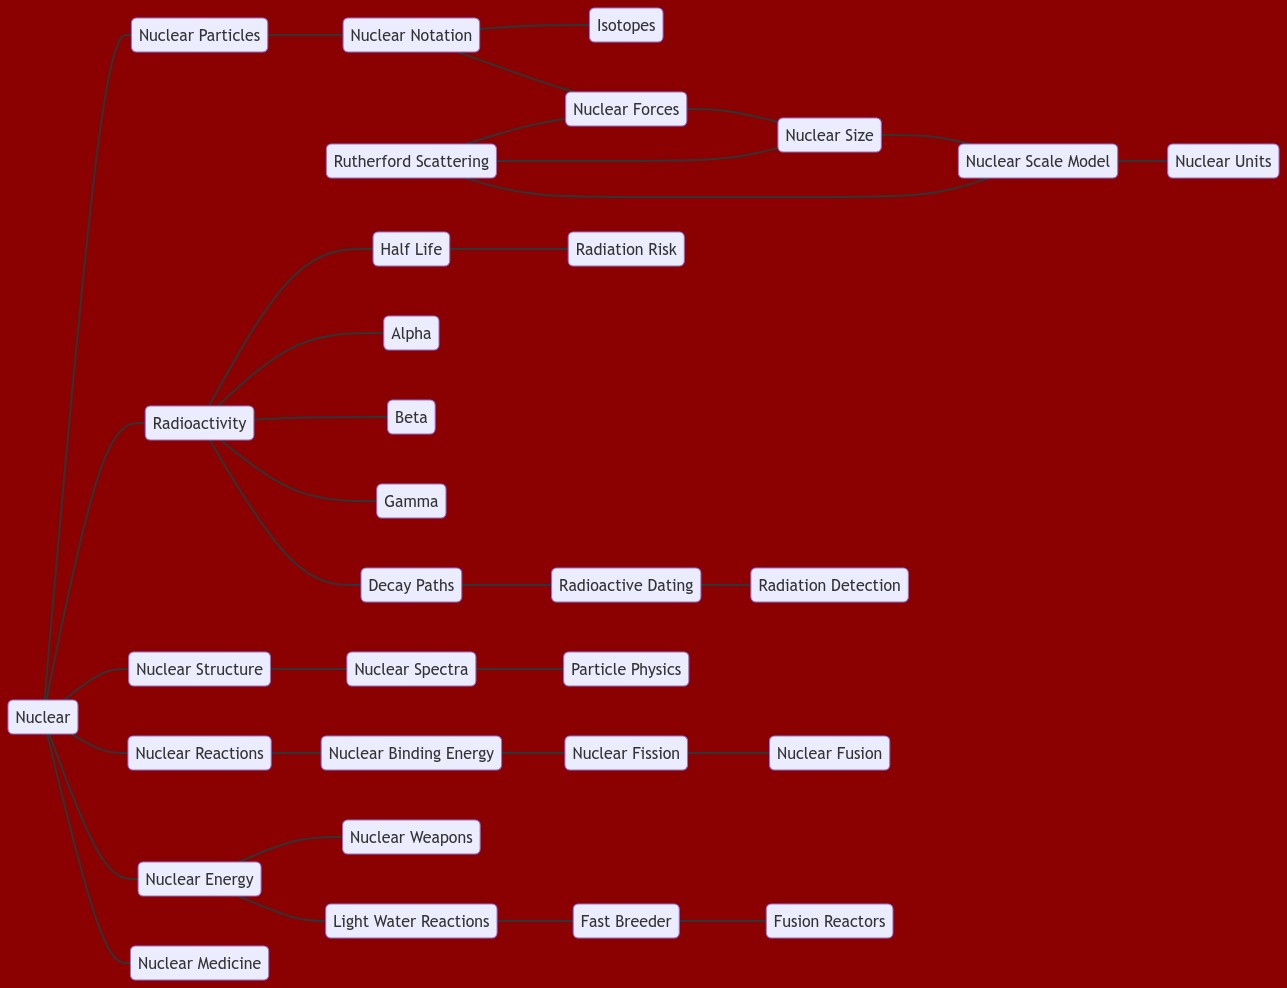 Isotopes
Nuclear Particles
Nuclear Notation
Nuclear Forces
Nuclear Size
Rutherford Scattering
Nuclear Scale Model
Nuclear Units
Half Life
Radiation Risk
Alpha
Radioactivity
Beta
Gamma
Decay Paths
Radioactive Dating
Radiation Detection
Nuclear Structure
Nuclear Spectra
Particle Physics
Nuclear
Nuclear Reactions
Nuclear Binding Energy
Nuclear Fission
Nuclear Fusion
Nuclear Weapons
Nuclear Energy
Light Water Reactions
Fast Breeder
Fusion Reactors
Nuclear Medicine